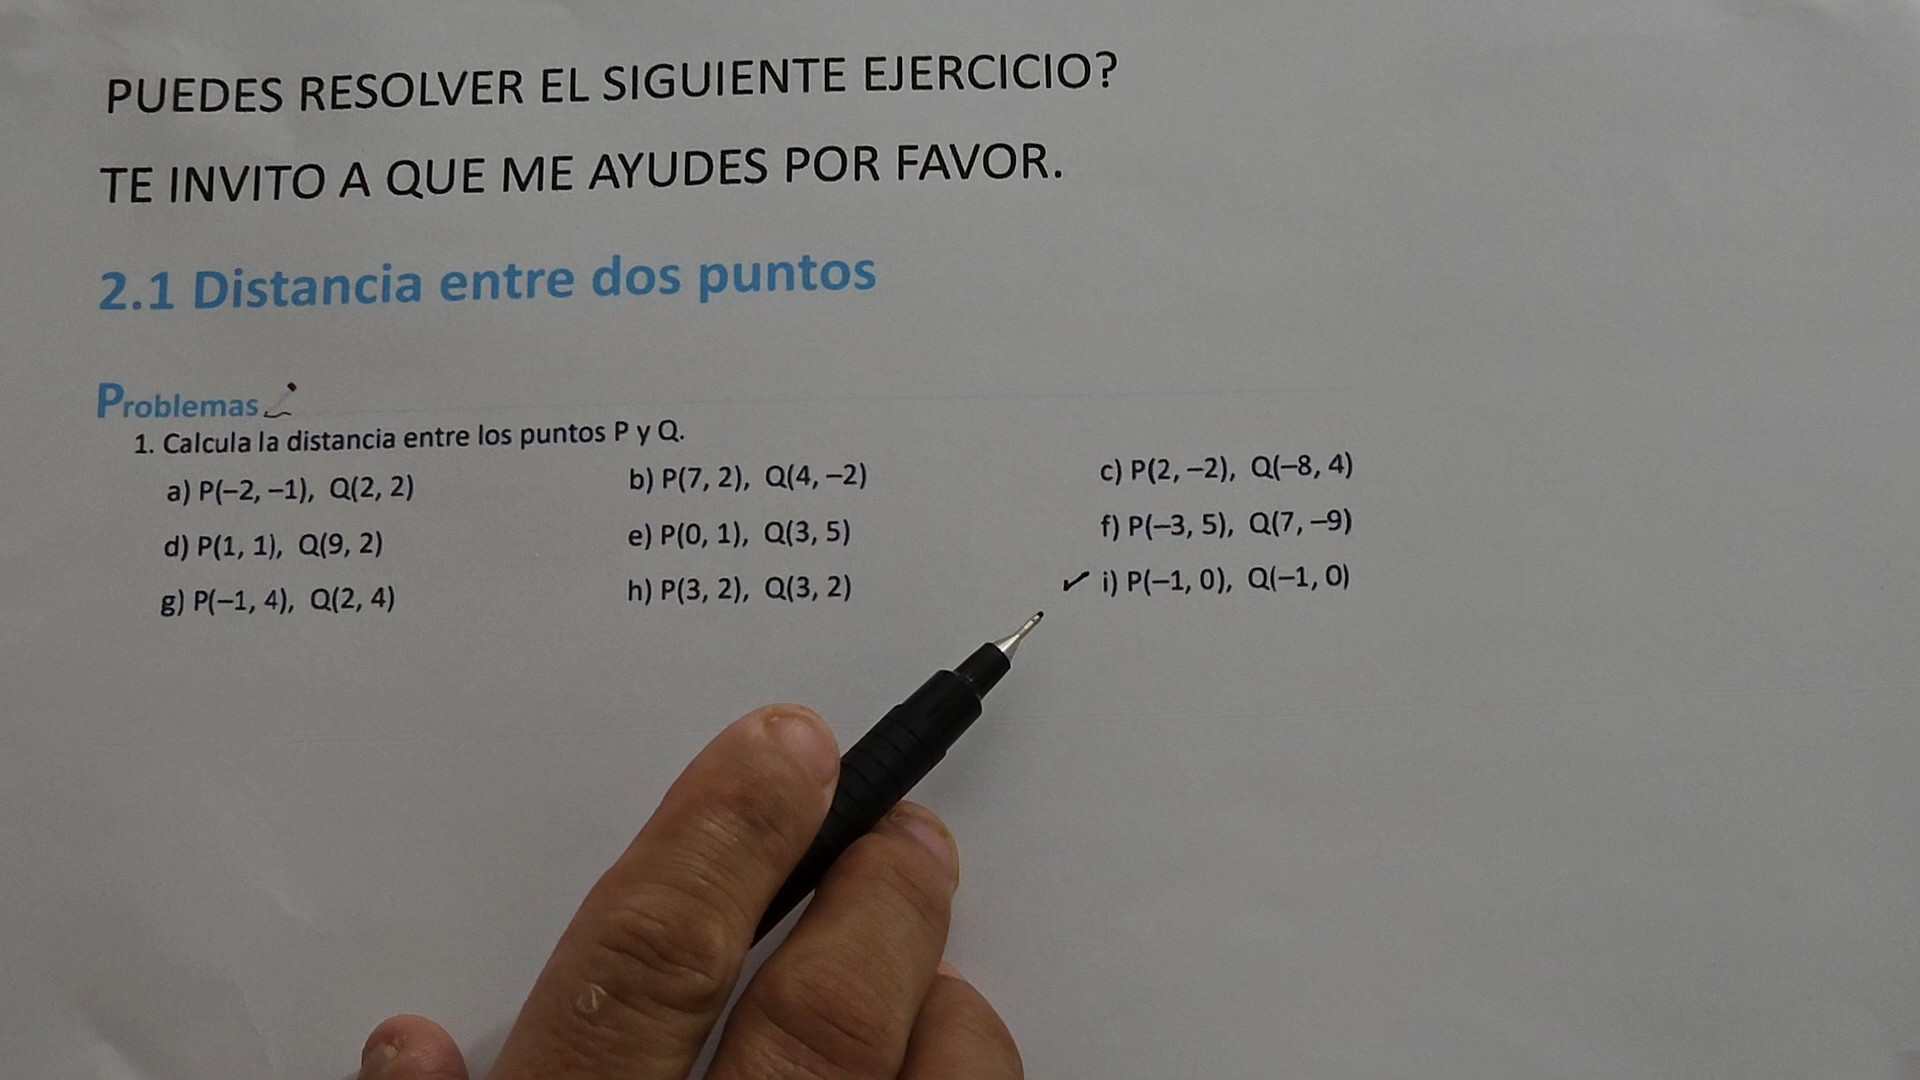 PUEDES RESOLVER EL SIGUIENTE EJERCICIO?
TE INVITO A QUE ME AYUDES POR FAVOR.
2.1 Distancia entre dos puntos
Problemas
1. Calcula la distancia entre los puntos P y Q.
a) P(–2, –1), Q(2, 2) b) P(7, 2), Q(4, –2) c) P(2, –2), Q(–8, 4)
d) P(1, 1), Q(9, 2) e) P(0, 1), Q(3, 5) f) P(–3, 5), Q(7, –9)
g) P(–1, 4), Q(2, 4) h) P(3, 2), Q(3, 2) ✓ i) P(–1, 0), Q(–1, 0)